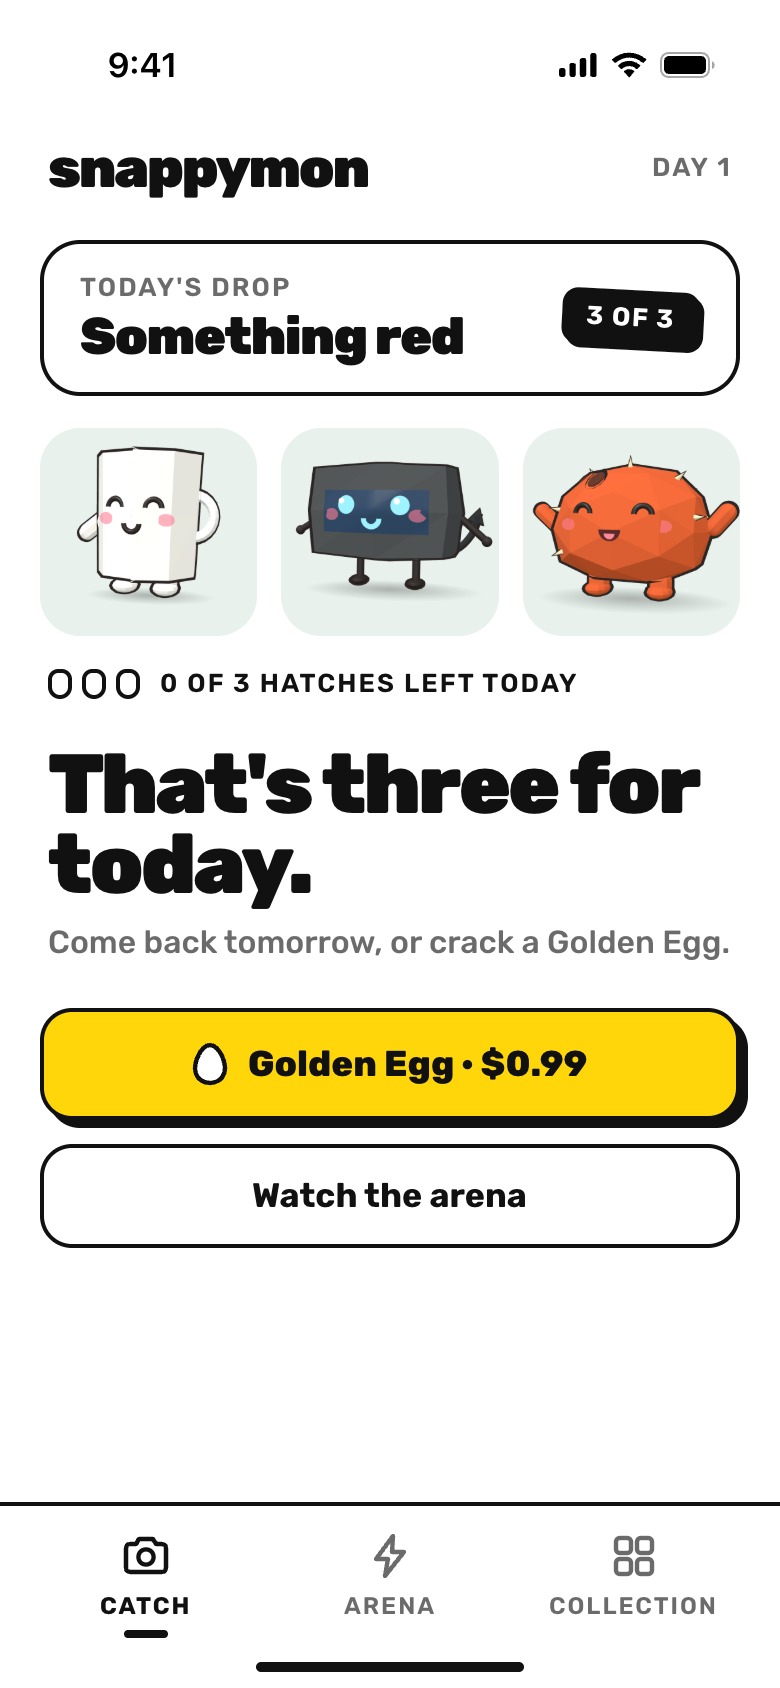 9:41
snappymon
DAY 1
TODAY'S DROP
Something red
3 OF 3
0 OF 3 HATCHES LEFT TODAY
That's three for
today.
Come back tomorrow, or crack a Golden Egg.
Golden Egg · $0.99
Watch the arena
CATCH
ARENA
COLLECTION